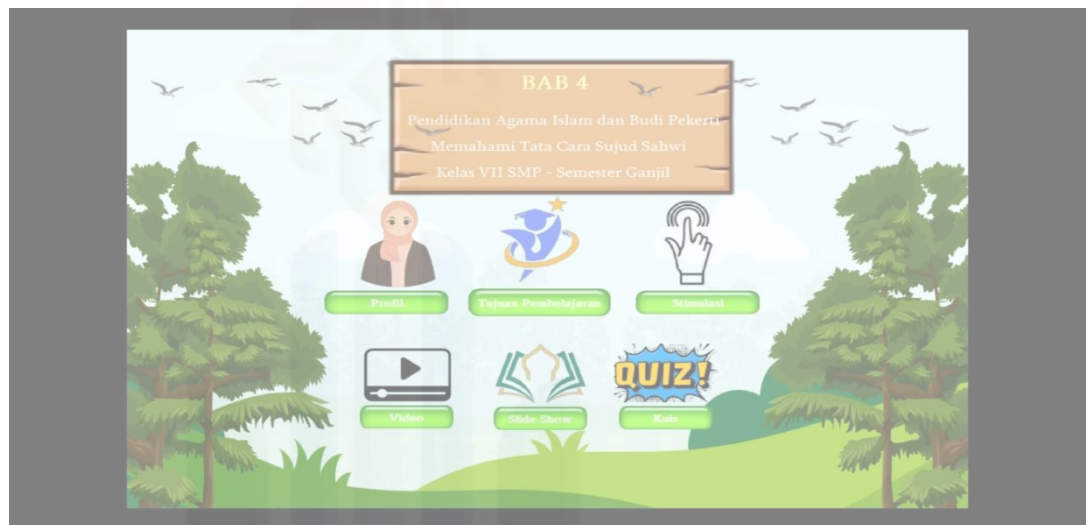 BAB 4
Pendidikan Agama Islam dan Budi Pekerti
Memahami Tata Cara Sujud Sahwi
Kelas VII SMP - Semester Ganjil
Profil
Tujuan Pembelajaran
Stimulasi
QUIZ!
Video
Slide Show
Kuis